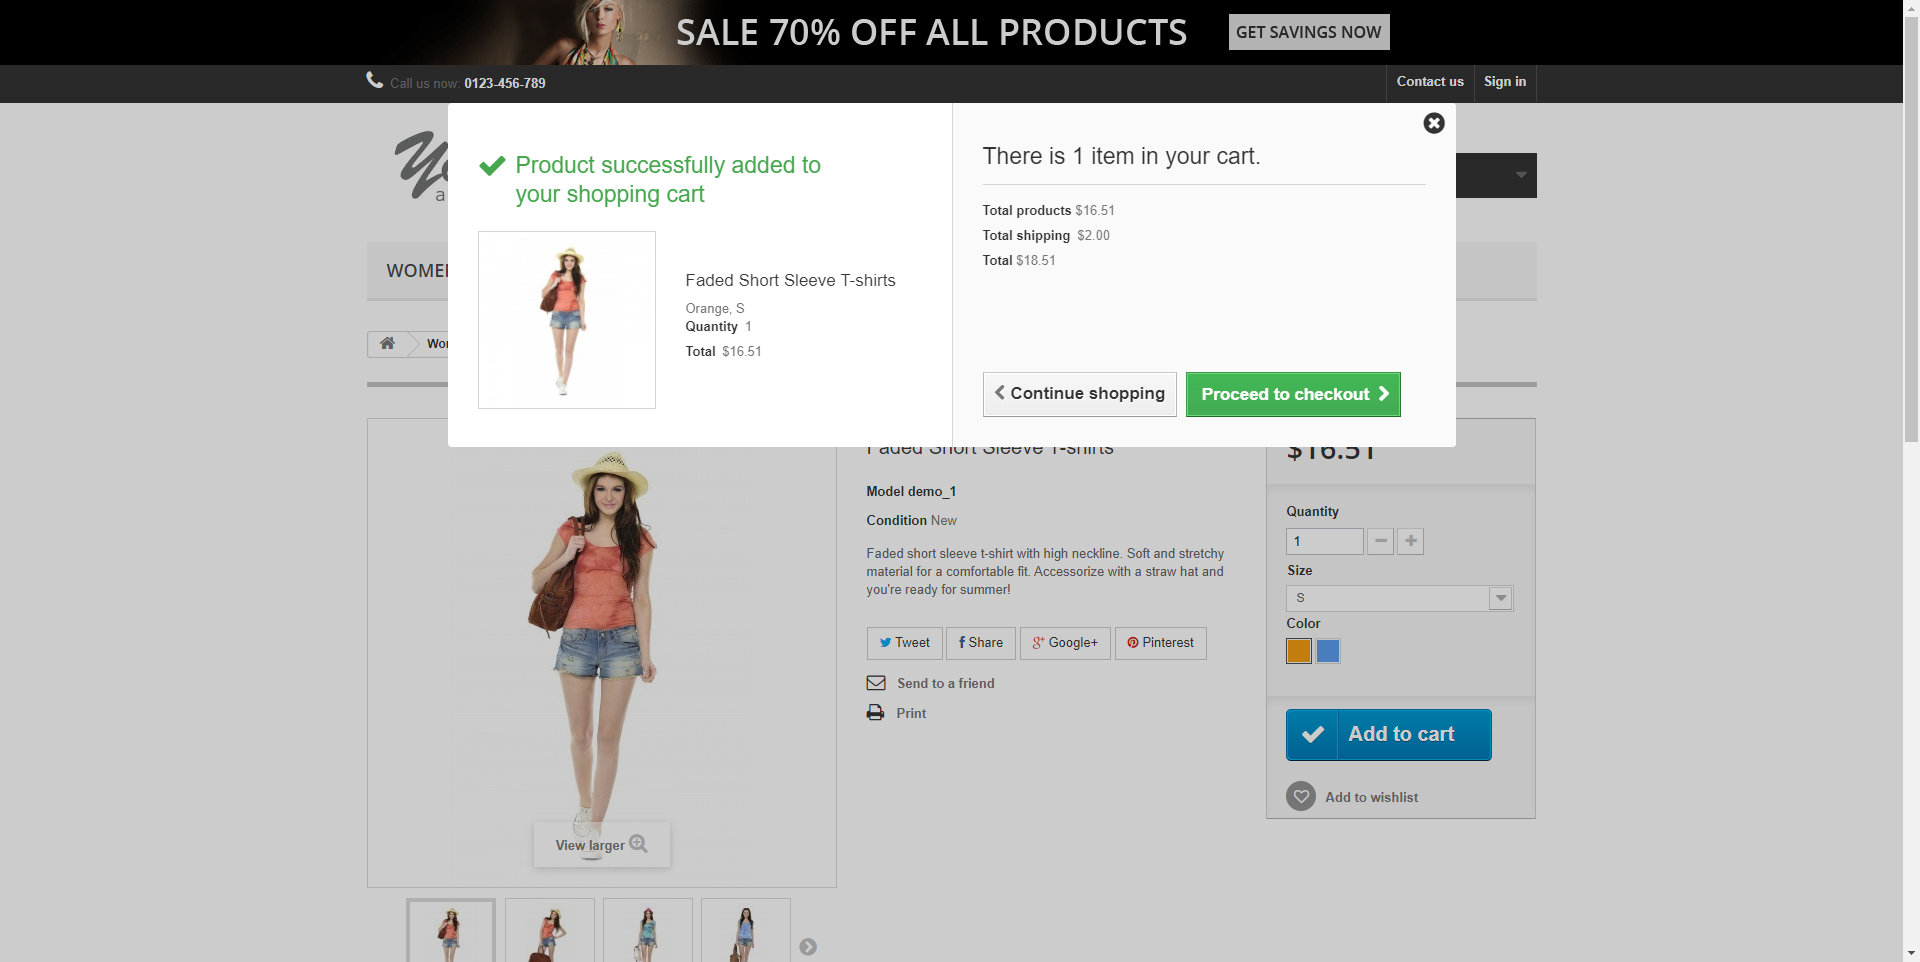 SALE 70% OFF ALL PRODUCTS
GET SAVINGS NOW
Call us now: 0123-456-789
Contact us
Sign in
Product successfully added to
your shopping cart
Faded Short Sleeve T-shirts
Orange, S
Quantity 1
Total $16.51
There is 1 item in your cart.
Total products $16.51
Total shipping $2.00
Total $18.51
Continue shopping
Proceed to checkout
Faded Short Sleeve T-shirts
Model demo_1
Condition New
Faded short sleeve t-shirt with high neckline. Soft and stretchy
material for a comfortable fit. Accessorize with a straw hat and
you're ready for summer!
Tweet
Share
Google+
Pinterest
Send to a friend
Print
$16.51
Quantity
1
Size
S
Color
Add to cart
Add to wishlist
View larger